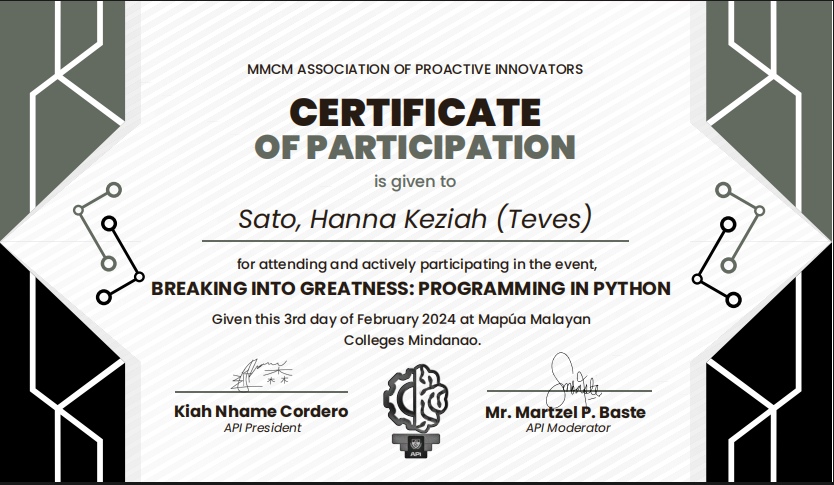 MMCM ASSOCIATION OF PROACTIVE INNOVATORS
CERTIFICATE
OF PARTICIPATION
is given to
Sato, Hanna Keziah (Teves)
for attending and actively participating in the event,
BREAKING INTO GREATNESS: PROGRAMMING IN PYTHON
Given this 3rd day of February 2024 at Mapúa Malayan
Colleges Mindanao.
Kiah Nhame Cordero
API President
API
Mr. Martzel P. Baste
API Moderator